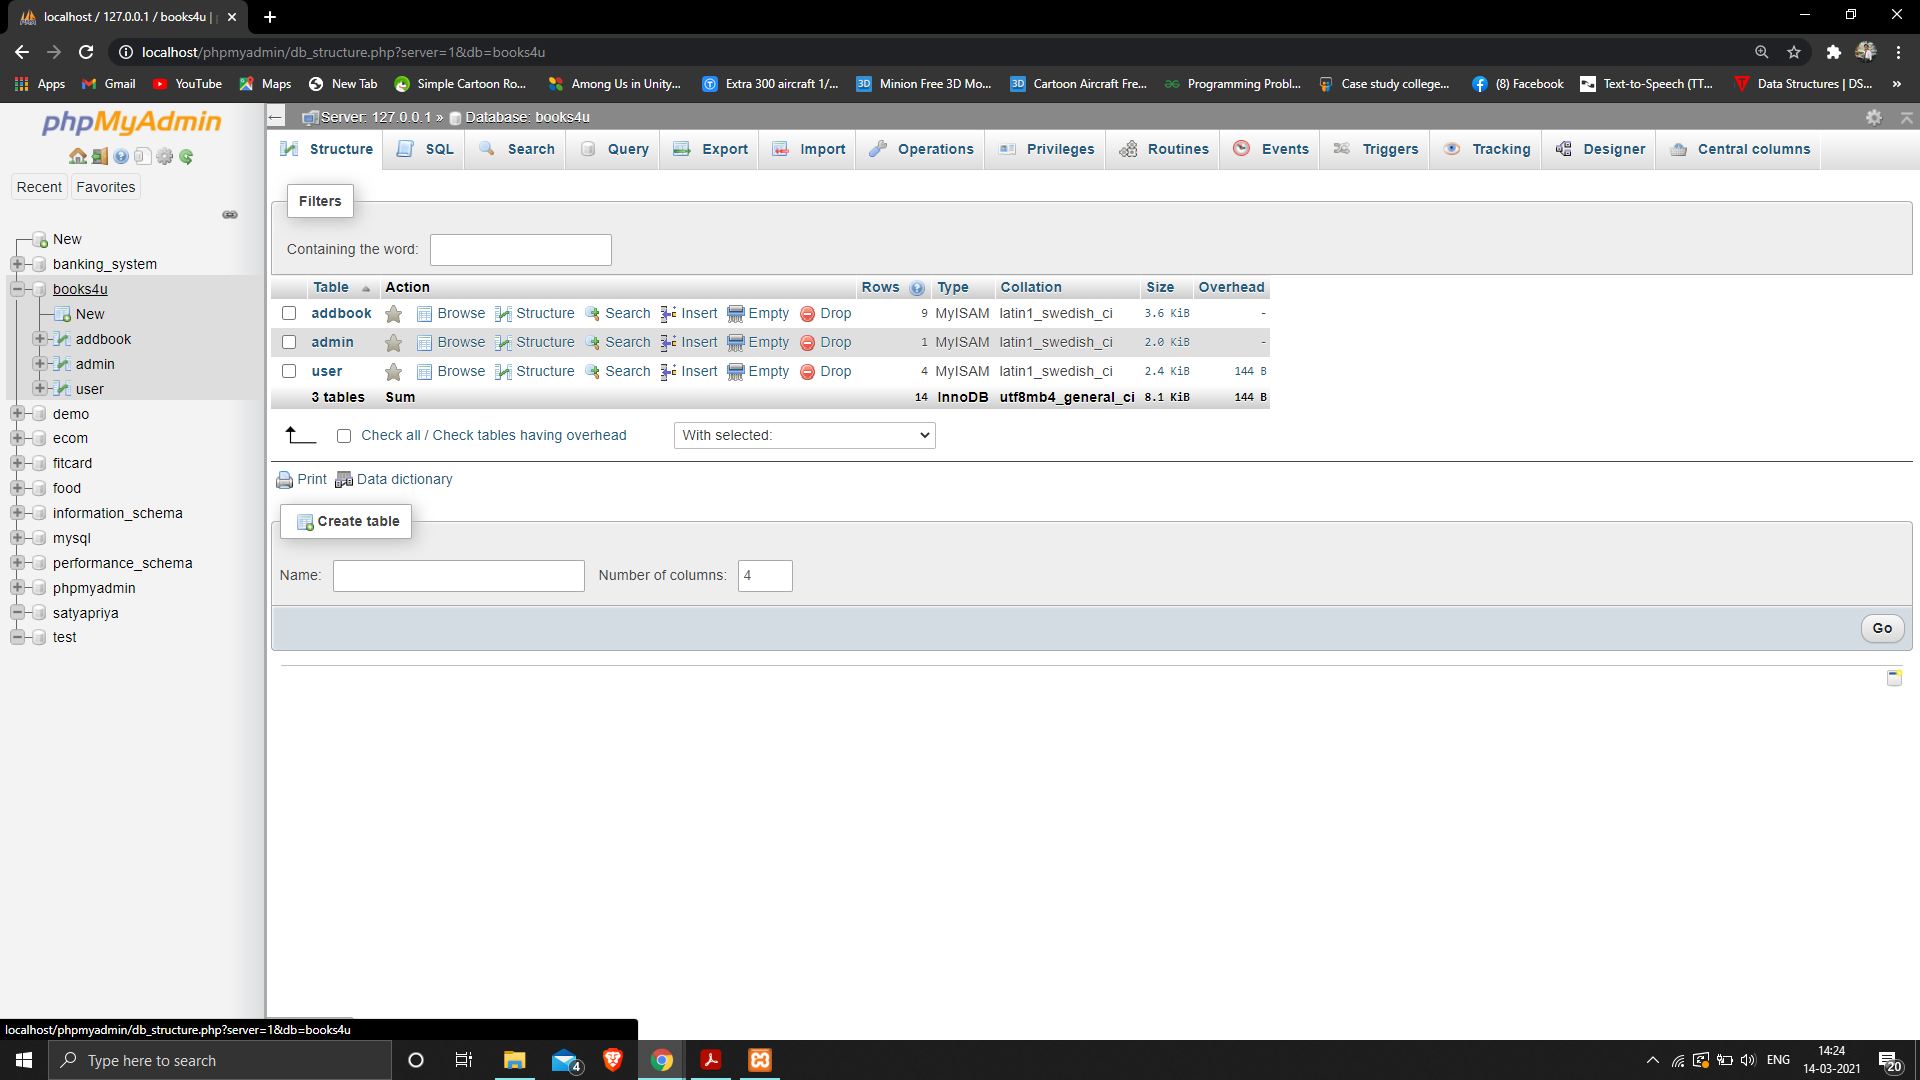 localhost / 127.0.0.1 / books4u |
localhost/phpmyadmin/db_structure.php?server=1&db=books4u
Apps Gmail YouTube Maps New Tab Simple Cartoon Ro... Among Us in Unity... Extra 300 aircraft 1/... Minion Free 3D Mo... Cartoon Aircraft Fre... Programming Probl... Case study college... (8) Facebook Text-to-Speech (TT... Data Structures | DS... »
phpMyAdmin
Recent Favorites
New
banking_system
books4u
New
addbook
admin
user
demo
ecom
fitcard
food
information_schema
mysql
performance_schema
phpmyadmin
satyapriya
test
Server: 127.0.0.1 » Database: books4u
Structure SQL Search Query Export Import Operations Privileges Routines Events Triggers Tracking Designer Central columns
Filters
Containing the word:
Table Action Rows Type Collation Size Overhead
addbook Browse Structure Search Insert Empty Drop 9 MyISAM latin1_swedish_ci 3.6 KiB -
admin Browse Structure Search Insert Empty Drop 1 MyISAM latin1_swedish_ci 2.0 KiB -
user Browse Structure Search Insert Empty Drop 4 MyISAM latin1_swedish_ci 2.4 KiB 144 B
3 tables Sum 14 InnoDB utf8mb4_general_ci 8.1 KiB 144 B
Check all / Check tables having overhead With selected:
Print Data dictionary
Create table
Name: Number of columns: 4
Go
localhost/phpmyadmin/db_structure.php?server=1&db=books4u
Type here to search
4
ENG
14:24
14-03-2021
20